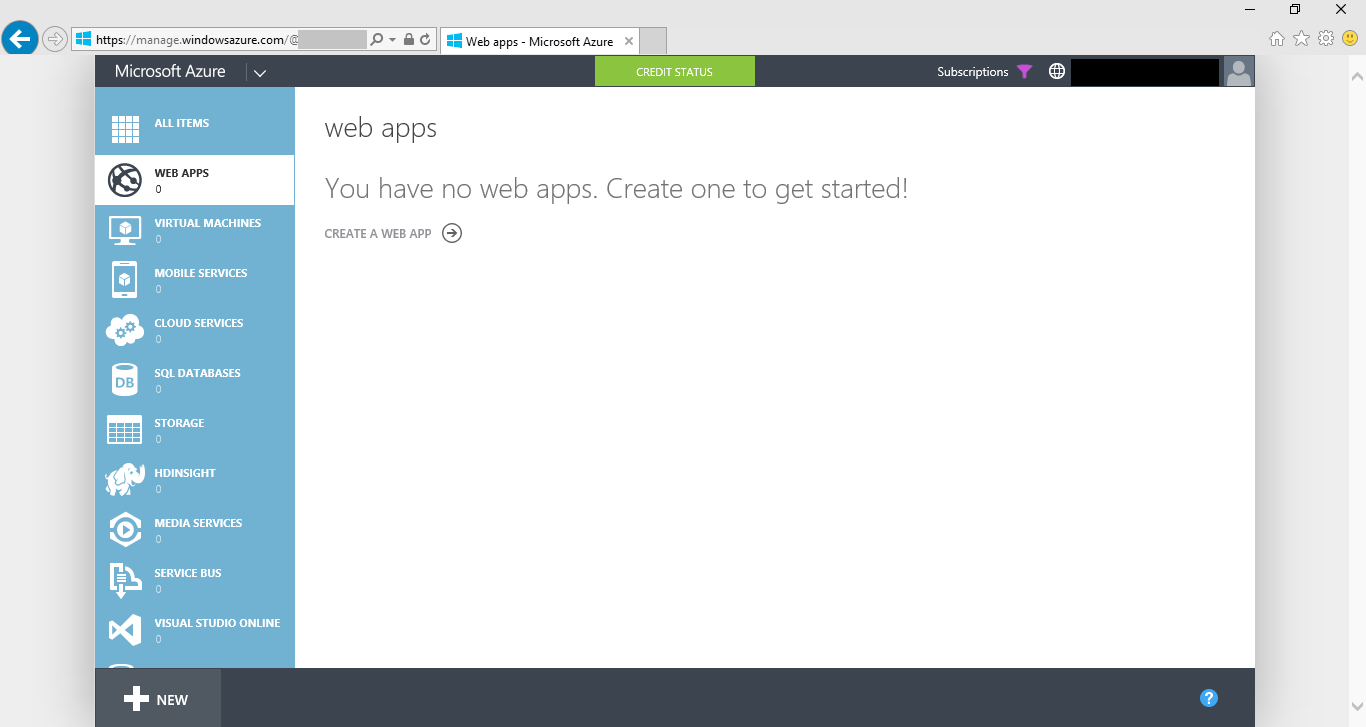 https://manage.windowsazure.com/@
Web apps - Microsoft Azure
Microsoft Azure
CREDIT STATUS
Subscriptions
ALL ITEMS
WEB APPS
0
VIRTUAL MACHINES
0
MOBILE SERVICES
0
CLOUD SERVICES
0
DB
SQL DATABASES
0
STORAGE
0
HDINSIGHT
0
MEDIA SERVICES
0
SERVICE BUS
0
VISUAL STUDIO ONLINE
0
web apps
You have no web apps. Create one to get started!
CREATE A WEB APP
NEW
?